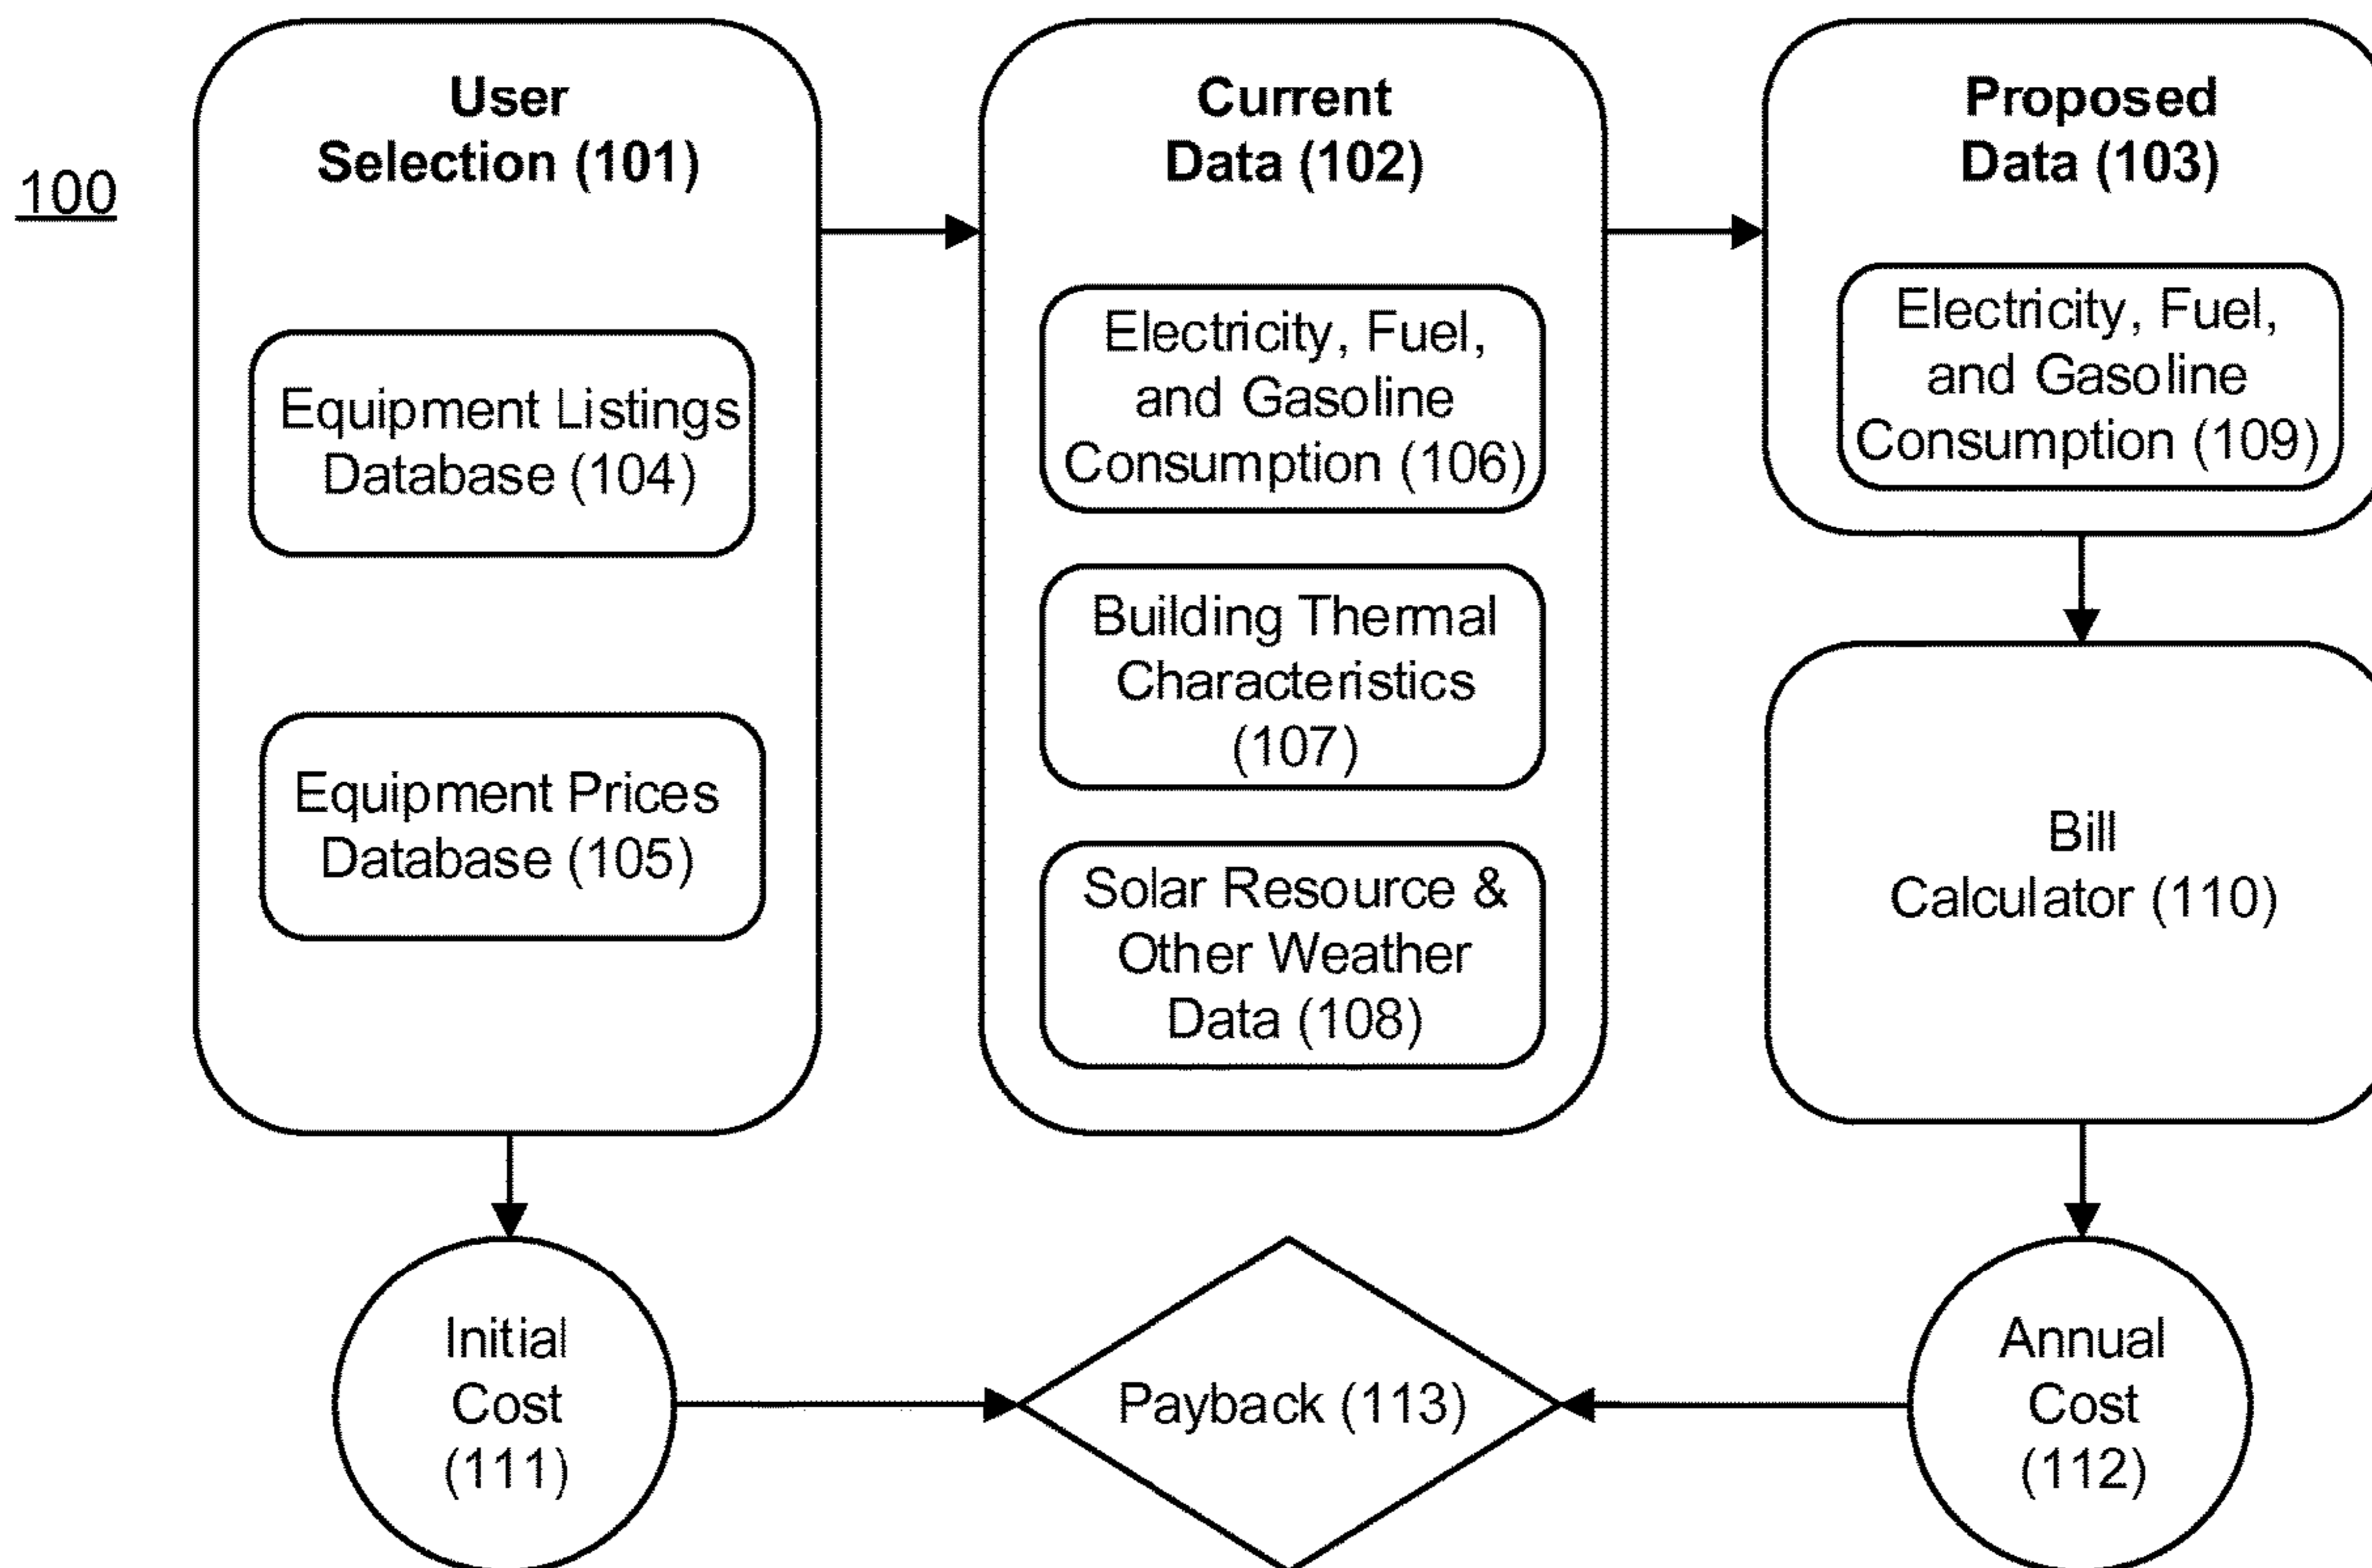 100
User
Selection (101)
Equipment Listings
Database (104)
Equipment Prices
Database (105)
Current
Data (102)
Electricity, Fuel,
and Gasoline
Consumption (106)
Building Thermal
Characteristics
(107)
Solar Resource &
Other Weather
Data (108)
Proposed
Data (103)
Electricity, Fuel,
and Gasoline
Consumption (109)
Bill
Calculator (110)
Initial
Cost
(111)
Payback (113)
Annual
Cost
(112)